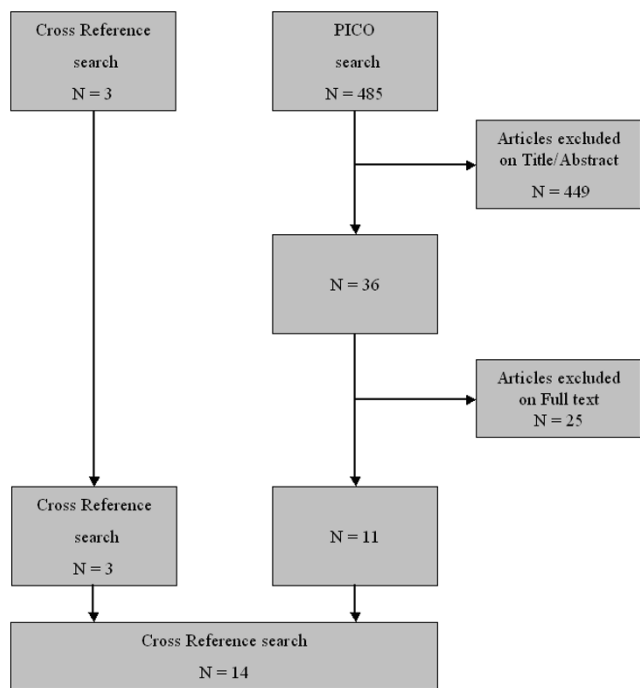 Cross Reference
search
N = 3
PICO
search
N = 485
Articles excluded
on Title/Abstract
N = 449
N = 36
Articles excluded
on Full text
N = 25
Cross Reference
search
N = 3
N = 11
Cross Reference search
N = 14